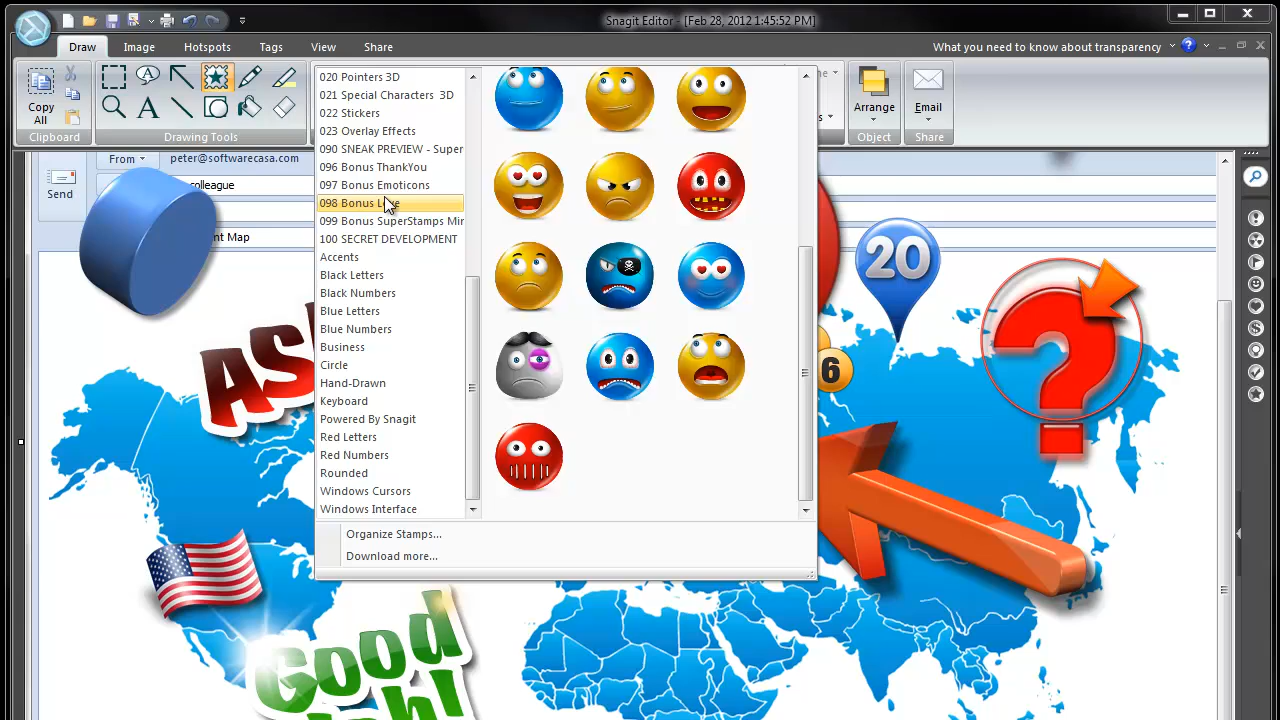 Snagit Editor - [Feb 28, 2012 1:45:52 PM]
Draw Image Hotspots Tags View Share
What you need to know about transparency
Copy All
Clipboard
Drawing Tools
Arrange
Object
Email
Share
From
peter@softwarecasa.com
Send
colleague
ent Map
020 Pointers 3D
021 Special Characters 3D
022 Stickers
023 Overlay Effects
090 SNEAK PREVIEW - Super
096 Bonus ThankYou
097 Bonus Emoticons
098 Bonus
099 Bonus SuperStamps Min
100 SECRET DEVELOPMENT
Accents
Black Letters
Black Numbers
Blue Letters
Blue Numbers
Business
Circle
Hand-Drawn
Keyboard
Powered By Snagit
Red Letters
Red Numbers
Rounded
Windows Cursors
Windows Interface
Organize Stamps...
Download more...
20
?
6
Good